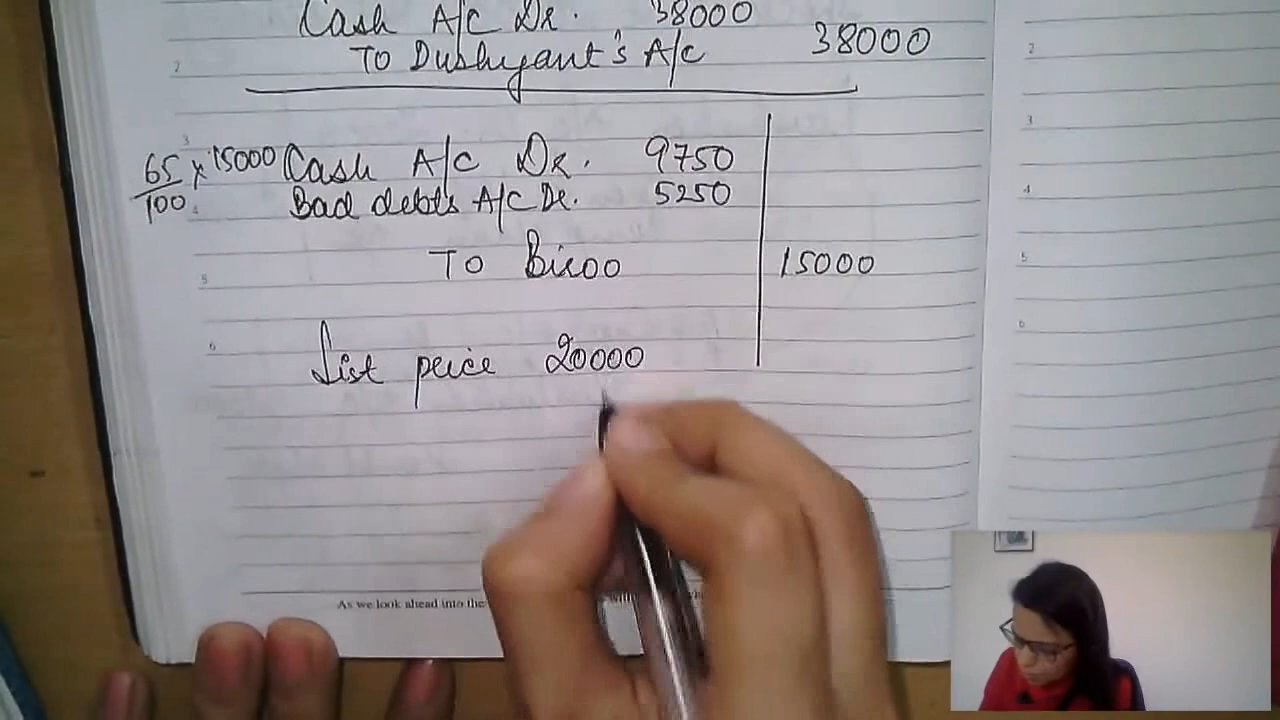 Cash A/C Dr. 38000
To Dushyant's A/C 38000
65/100 x 15000 Cash A/C Dr. 9750
Bad debts A/C Dr. 5250
To Biroo 15000
List price 20000
As we look ahead into the